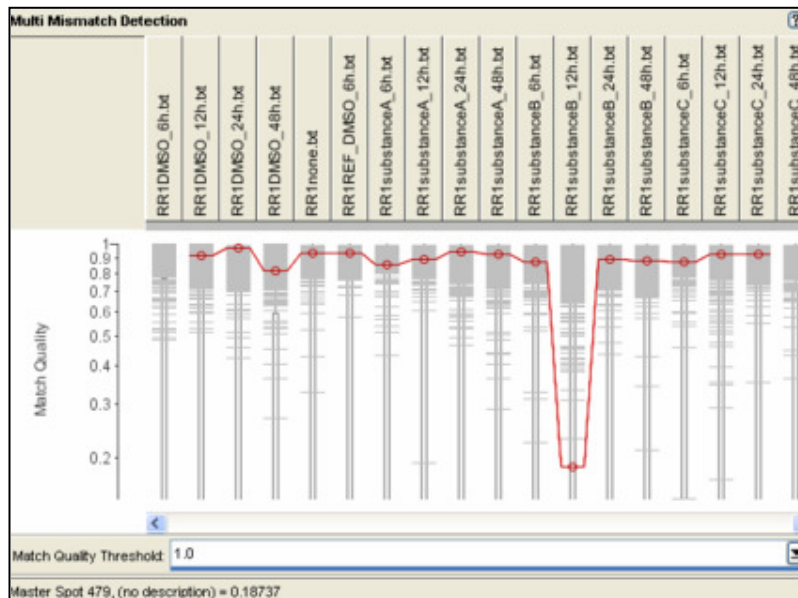 Multi Mismatch Detection
?
RR1DMSO_6h.txt
RR1DMSO_12h.txt
RR1DMSO_24h.txt
RR1DMSO_48h.txt
RR1none.txt
RR1REF_DMSO_6h.txt
RR1substanceA_6h.txt
RR1substanceA_12h.txt
RR1substanceA_24h.txt
RR1substanceA_48h.txt
RR1substanceB_6h.txt
RR1substanceB_12h.txt
RR1substanceB_24h.txt
RR1substanceB_48h.txt
RR1substanceC_6h.txt
RR1substanceC_12h.txt
RR1substanceC_24h.txt
RR1substanceC_48h.txt
Match Quality
1
0.9
0.8
0.7
0.6
0.5
0.4
0.3
0.2
Match Quality Threshold: 1.0
Master Spot 479, (no description) = 0.18737